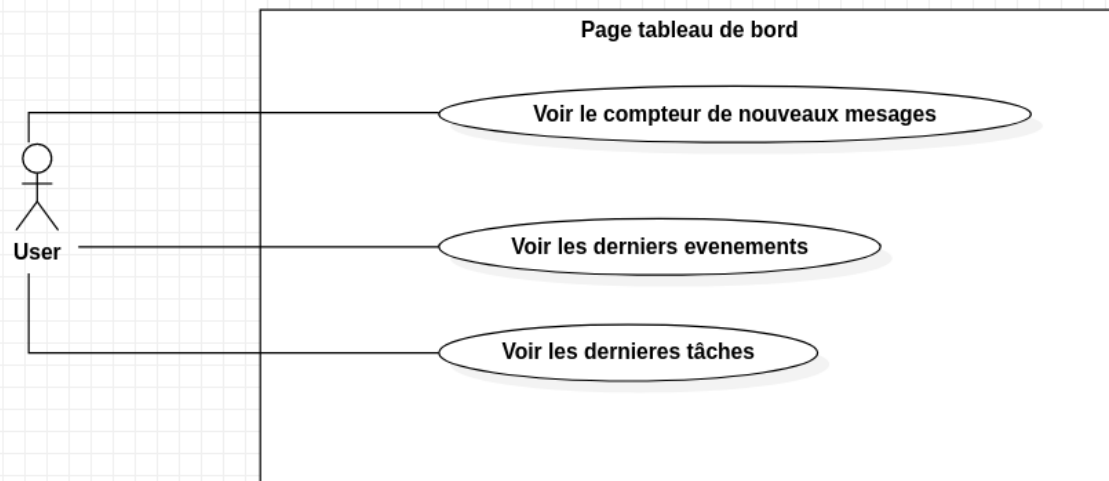 Page tableau de bord
Voir le compteur de nouveaux mesages
Voir les derniers evenements
User
Voir les dernieres tâches